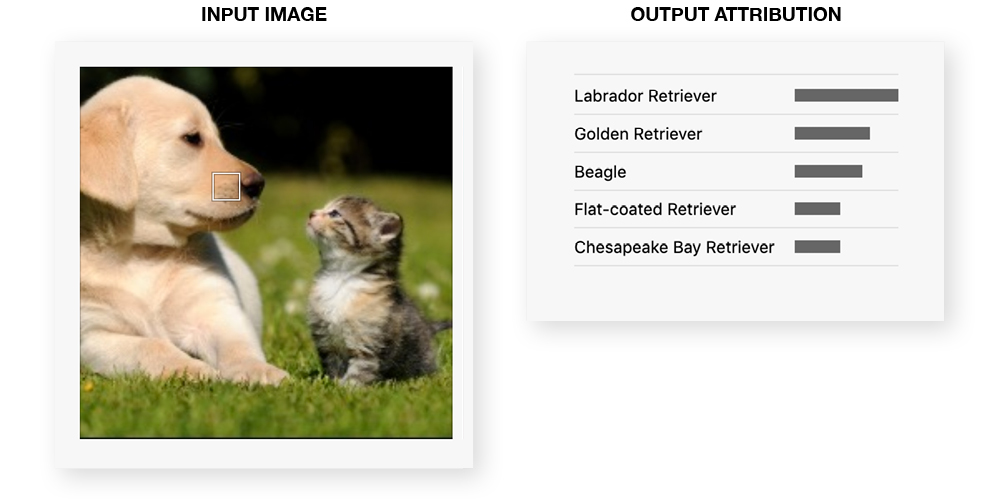 INPUT IMAGE
OUTPUT ATTRIBUTION
Labrador Retriever
Golden Retriever
Beagle
Flat-coated Retriever
Chesapeake Bay Retriever